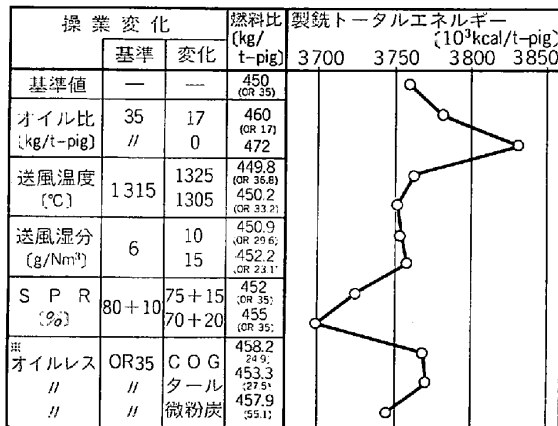 操業変化 燃料比 製銑トータルエネルギー
基準 変化 (kg/t-pig) (10³kcal/t-pig)
3700 3760 3800 3850
基準値 — — 450 (OR 35)
オイル比 35 17 460 (OR 17)
(kg/t-pig) 〃 0 472
送風温度 1315 1325 449.8 (OR 36.8)
(℃) 1305 450.2 (OR 33.2)
送風湿分 6 10 450.9 (OR 29.6)
(g/Nm³) 15 452.2 (OR 23.1)
S P R 80+10 75+15 452 (OR 35)
(%) 70+20 455 (OR 35)
※
オイルレス OR35 COG 458.2 24.9)
〃 〃 タール 453.3 (27.5)
〃 〃 微粉炭 457.9 (55.1)